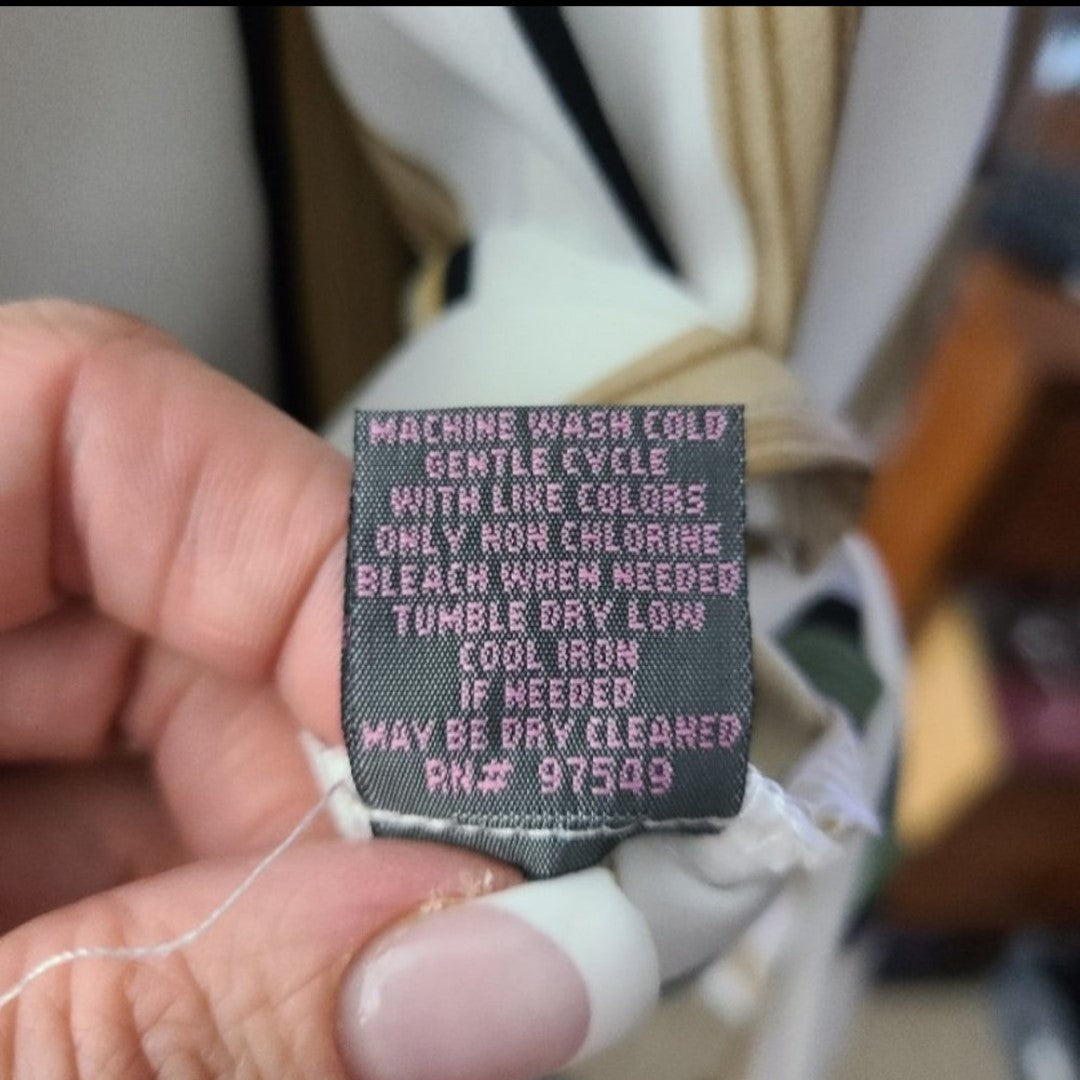 MACHINE WASH COLD
GENTLE CYCLE
WITH LIKE COLORS
ONLY NON CHLORINE
BLEACH WHEN NEEDED
TUMBLE DRY LOW
COOL IRON
IF NEEDED
MAY BE DRY CLEANED
RN# 97549